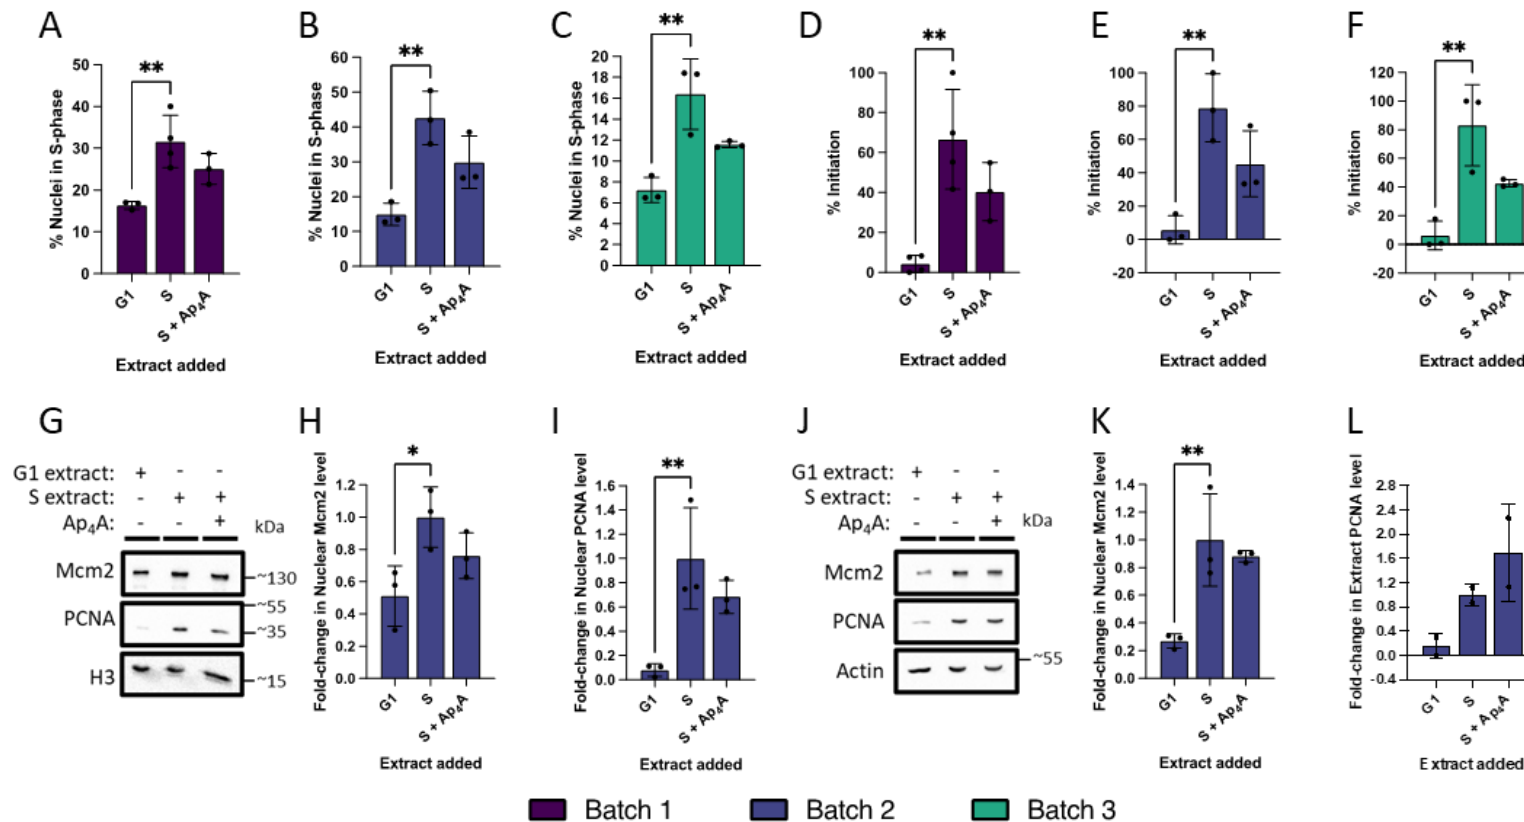 A
% Nuclei in S-phase
50
40
30
20
10
0
**
G1
S
S + Ap4A
Extract added
B
% Nuclei in S-phase
60
50
40
30
20
10
0
**
G1
S
S + Ap4A
Extract added
C
% Nuclei in S-phase
20
18
16
14
12
10
8
6
4
2
0
**
G1
S
S + Ap4A
Extract added
D
% Initiation
100
80
60
40
20
0
**
G1
S
S + Ap4A
Extract added
E
% Initiation
100
80
60
40
20
0
-20
**
G1
S
S + Ap4A
Extract added
F
% Initiation
120
100
80
60
40
20
0
-20
**
G1
S
S + Ap4A
Extract added
G
G1 extract: + - -
S extract: - + +
Ap4A: - - + kDa
Mcm2 ~130
~55
PCNA ~35
H3 ~15
H
Fold-change in Nuclear Mcm2 level
1.2
1.0
0.8
0.6
0.4
0.2
0.0
*
G1
S
S + Ap4A
Extract added
I
Fold-change in Nuclear PCNA level
1.6
1.4
1.2
1.0
0.8
0.6
0.4
0.2
0.0
**
G1
S
S + Ap4A
Extract added
J
G1 extract: + - -
S extract: - + +
Ap4A: - - + kDa
Mcm2 ~130
PCNA
Actin ~55
K
Fold-change in Nuclear Mcm2 level
1.4
1.2
1.0
0.8
0.6
0.4
0.2
0.0
**
G1
S
S + Ap4A
Extract added
L
Fold-change in Extract PCNA level
2.8
2.4
2.0
1.6
1.2
0.8
0.4
0.0
-0.4
G1
S
S + Ap4A
Extract added
Batch 1 Batch 2 Batch 3